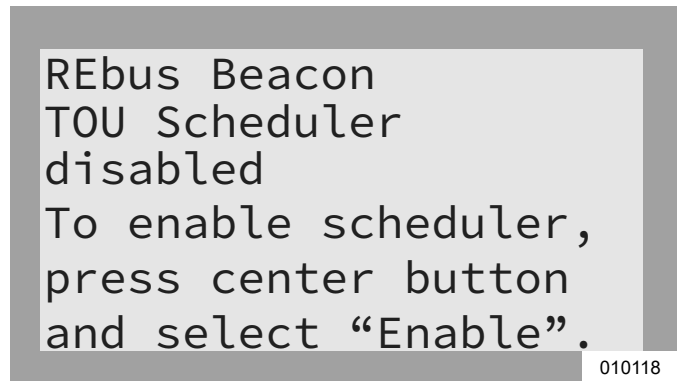 REbus Beacon
TOU Scheduler
disabled
To enable scheduler,
press center button
and select “Enable”.
010118